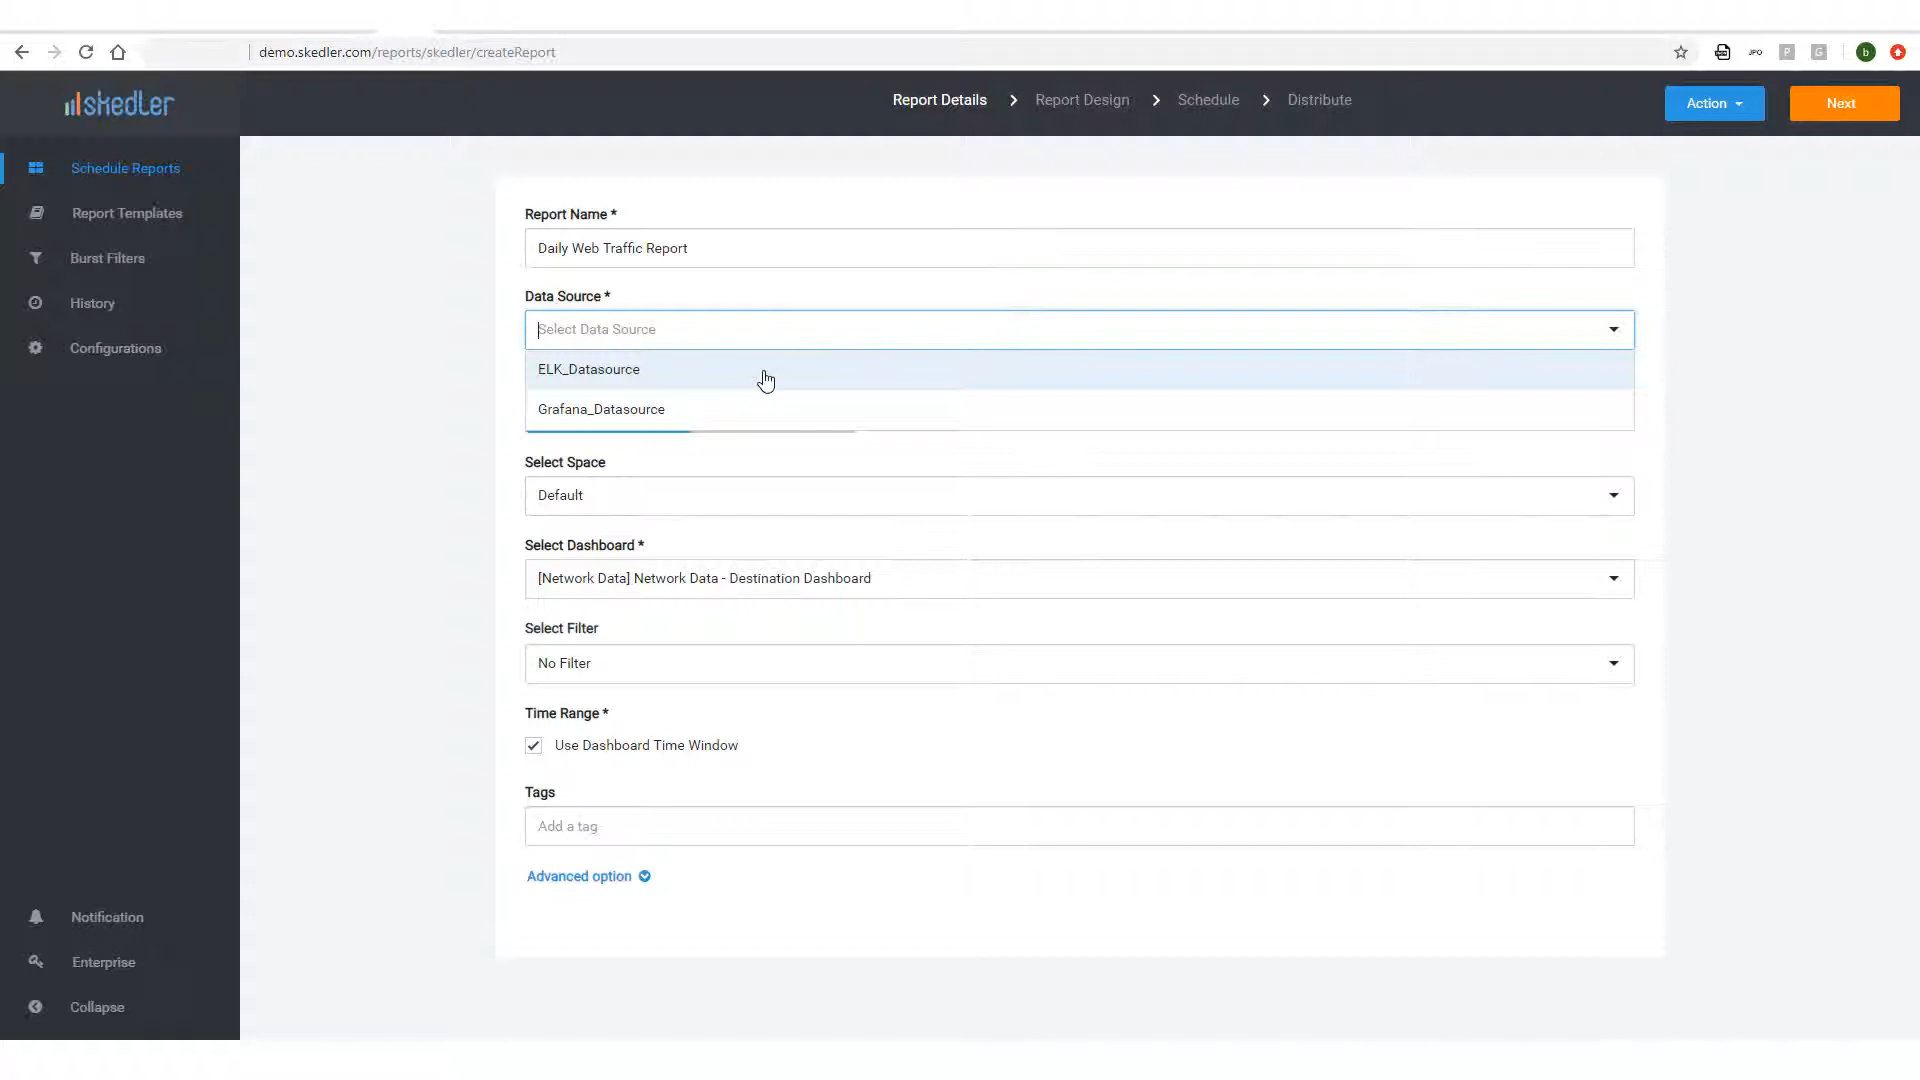 demo.skedler.com/reports/skedler/createReport
JPO
P
G
b
skedler
Report Details
Report Design
Schedule
Distribute
Action
Next
Schedule Reports
Report Templates
Burst Filters
History
Configurations
Report Name *
Daily Web Traffic Report
Data Source *
Select Data Source
ELK_Datasource
Grafana_Datasource
Select Space
Default
Select Dashboard *
[Network Data] Network Data - Destination Dashboard
Select Filter
No Filter
Time Range *
Use Dashboard Time Window
Tags
Add a tag
Advanced option
Notification
Enterprise
Collapse